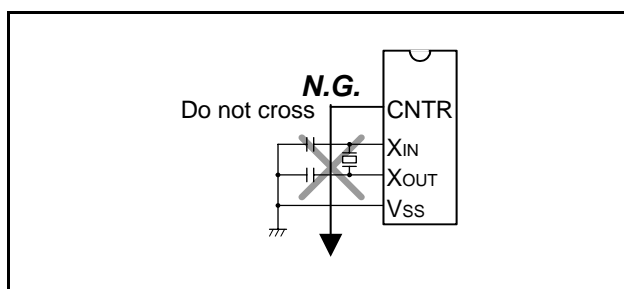 N.G.
Do not cross
CNTR
XIN
XOUT
VSS